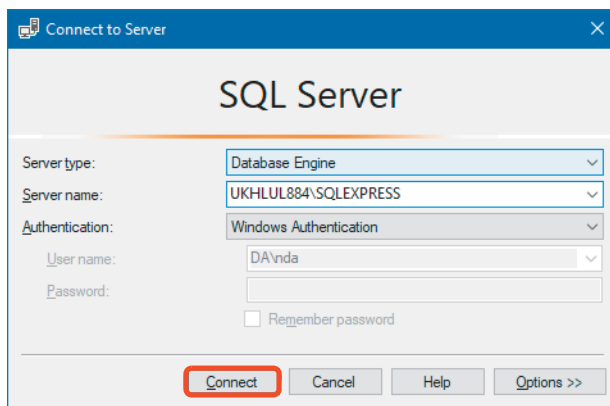 Connect to Server
SQL Server
Server type: Database Engine
Server name: UKHLUL884\SQLEXPRESS
Authentication: Windows Authentication
User name: DA\nda
Password:
Remember password
Connect Cancel Help Options >>